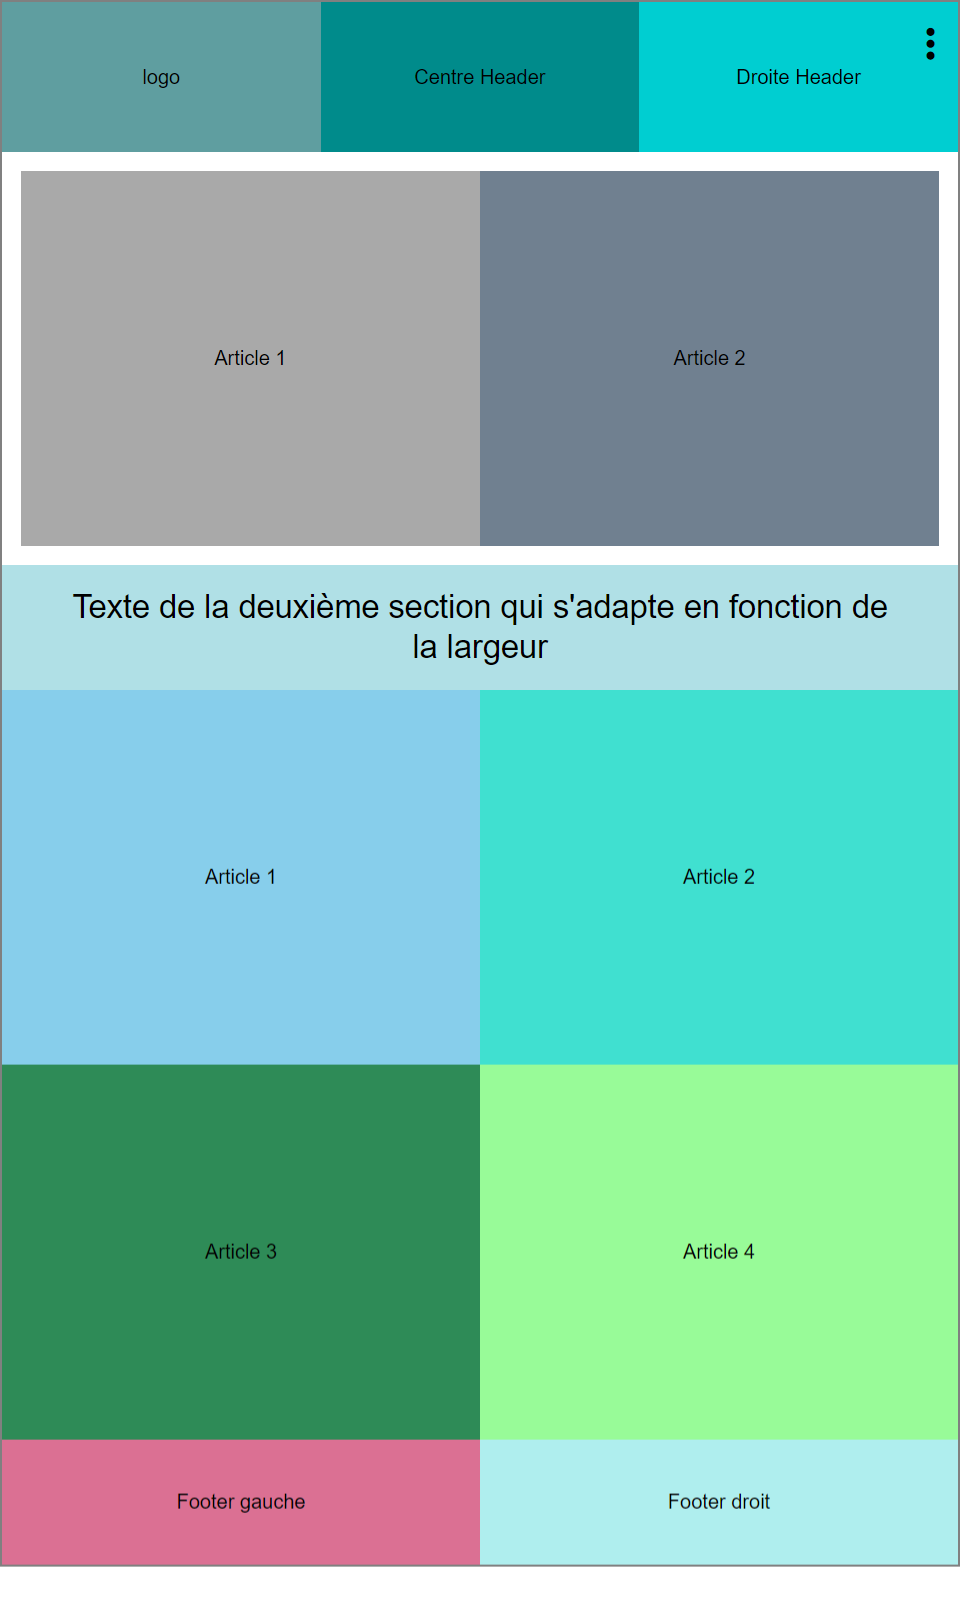 logo
Centre Header
Droite Header
Article 1
Article 2
Texte de la deuxième section qui s'adapte en fonction de
la largeur
Article 1
Article 2
Article 3
Article 4
Footer gauche
Footer droit